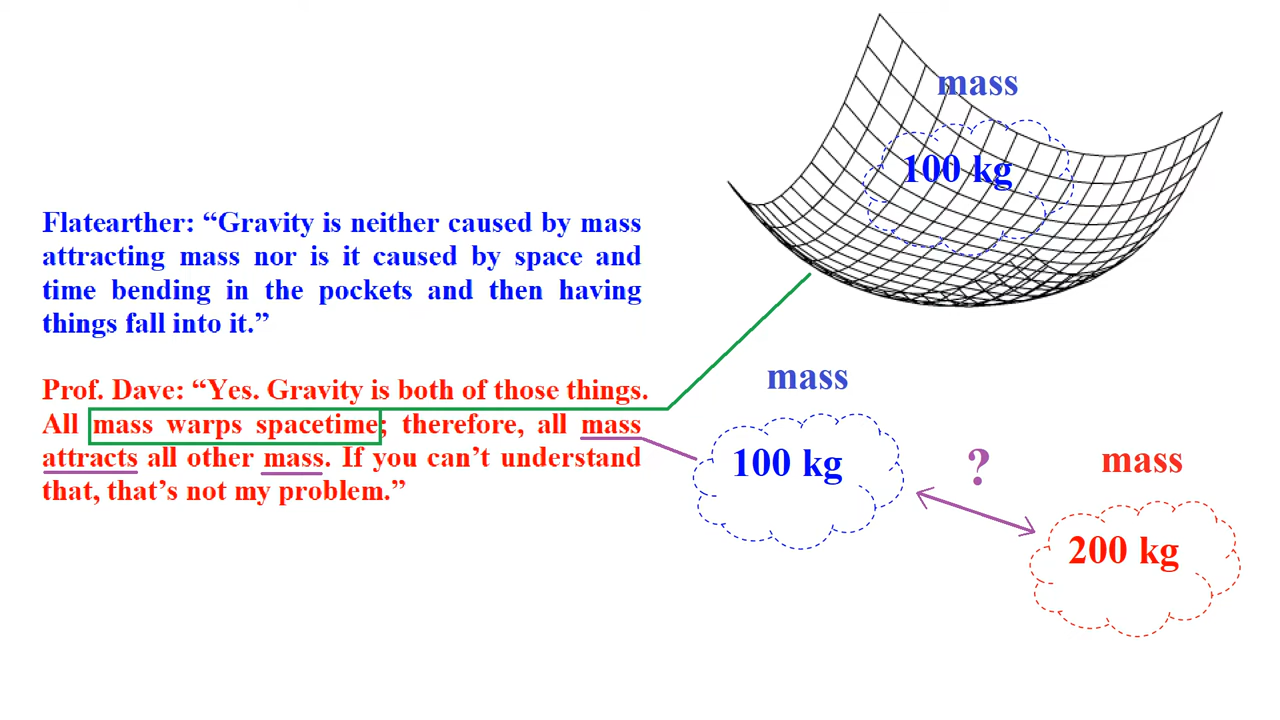 mass
100 kg
Flatearther: “Gravity is neither caused by mass
attracting mass nor is it caused by space and
time bending in the pockets and then having
things fall into it.”
Prof. Dave: “Yes. Gravity is both of those things.
All mass warps spacetime; therefore, all mass
attracts all other mass. If you can’t understand
that, that’s not my problem.”
mass
100 kg
?
mass
200 kg